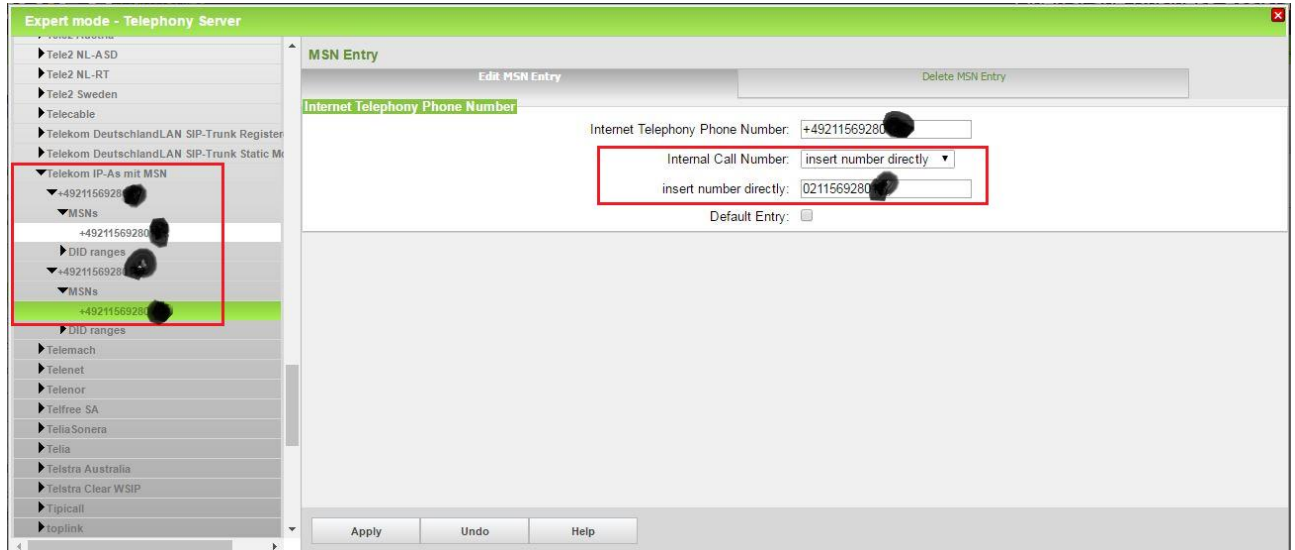 Expert mode - Telephony Server
Tele2 NL-ASD
Tele2 NL-RT
Tele2 Sweden
Telecable
Telekom DeutschlandLAN SIP-Trunk Register
Telekom DeutschlandLAN SIP-Trunk Static Mo
Telekom IP-As mit MSN
+4921156928
MSNs
+49211569280
DID ranges
+4921156928
MSNs
+49211569280
DID ranges
Telemach
Telenet
Telenor
Telfree SA
TeliaSonera
Telia
Telstra Australia
Telstra Clear WSIP
Tipicall
toplink
MSN Entry
Edit MSN Entry
Delete MSN Entry
Internet Telephony Phone Number
Internet Telephony Phone Number: +49211569280
Internal Call Number: insert number directly
insert number directly: 0211569280
Default Entry:
Apply Undo Help